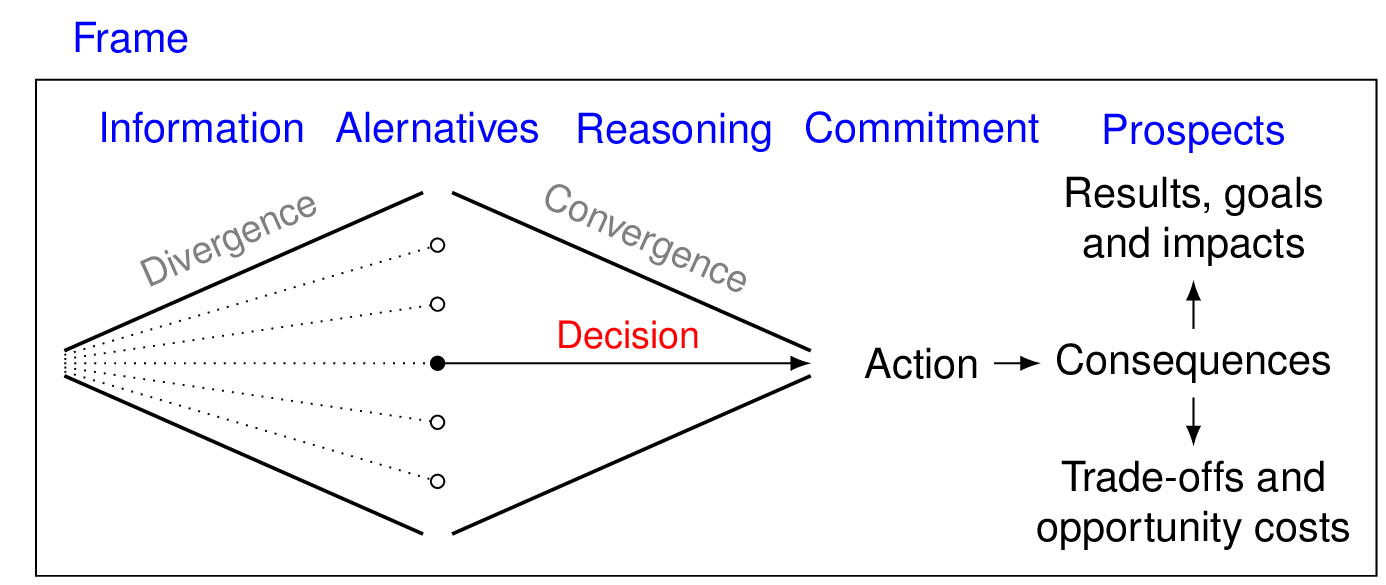 Frame
Information Alernatives Reasoning Commitment Prospects
Divergence
Convergence
Results, goals
and impacts
Decision
Action
Consequences
Trade-offs and
opportunity costs